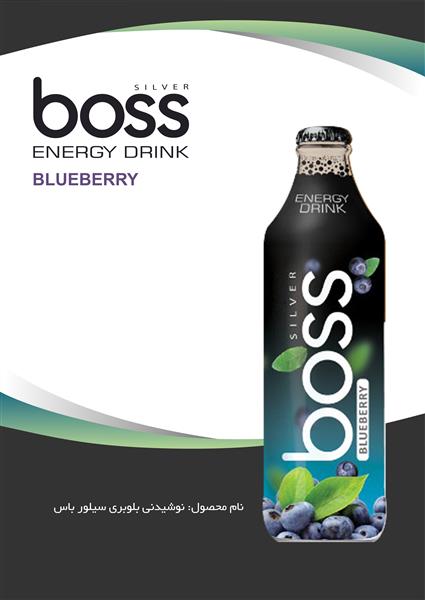 SILVER
boss
ENERGY DRINK
BLUEBERRY
ENERGY
DRINK
SILVER
boss
BLUEBERRY
نام محصول: نوشیدنی بلوبری سیلور باس